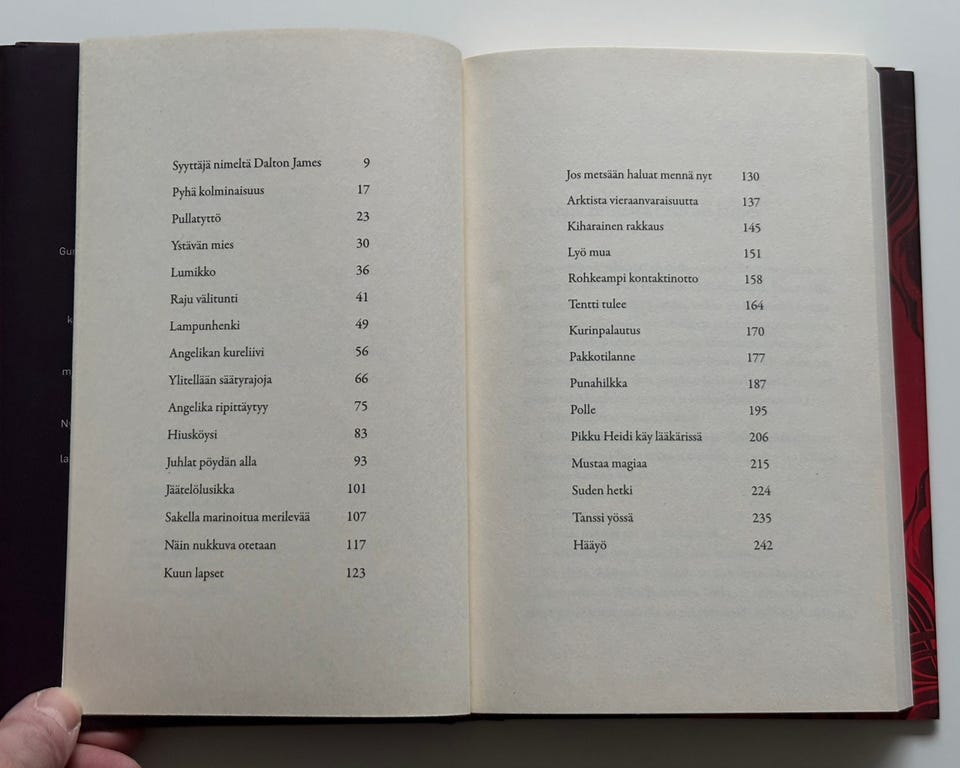 Syyttäjä nimeltä Dalton James 9
Pyhä kolminaisuus 17
Pullatyttö 23
Ystävän mies 30
Lumikko 36
Raju välitunti 41
Lampunhenki 49
Angelikan kureliivi 56
Ylitellään säätyrajoja 66
Angelika ripittäytyy 75
Hiusköysi 83
Juhlat pöydän alla 93
Jäätelölusikka 101
Sakella marinoitua merilevää 107
Näin nukkuva otetaan 117
Kuun lapset 123
Jos metsään haluat mennä nyt 130
Arktista vieraanvaraisuutta 137
Kiharainen rakkaus 145
Lyö mua 151
Rohkeampi kontaktinotto 158
Tentti tulee 164
Kurinpalautus 170
Pakkotilanne 177
Punahilkka 187
Polle 195
Pikku Heidi käy lääkärissä 206
Mustaa magiaa 215
Suden hetki 224
Tanssi yössä 235
Hääyö 242